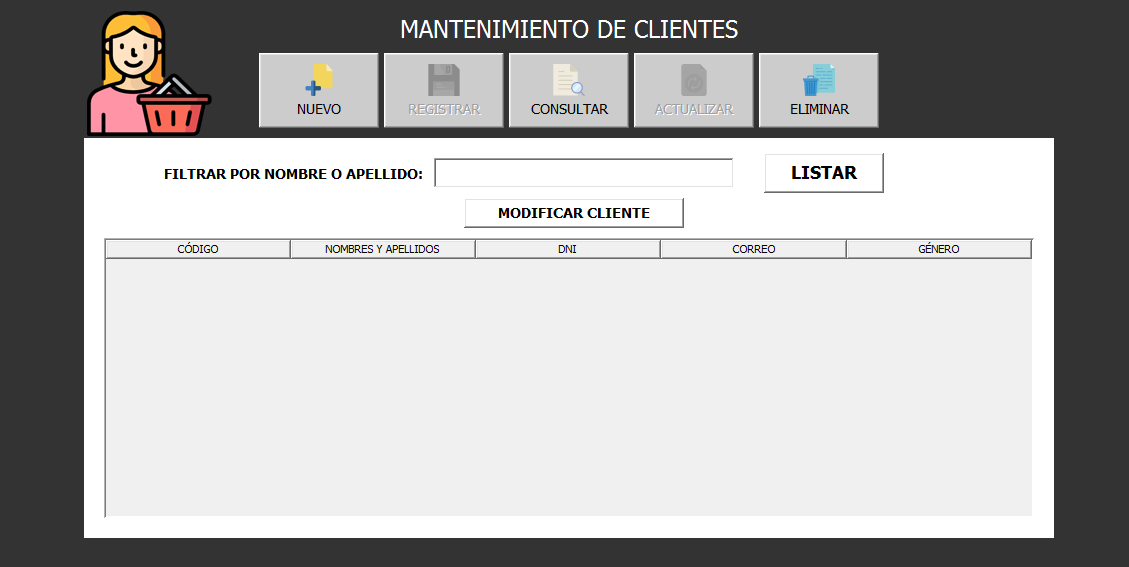 MANTENIMIENTO DE CLIENTES
NUEVO REGISTRAR CONSULTAR ACTUALIZAR ELIMINAR
FILTRAR POR NOMBRE O APELLIDO: LISTAR
MODIFICAR CLIENTE
CÓDIGO NOMBRES Y APELLIDOS DNI CORREO GÉNERO